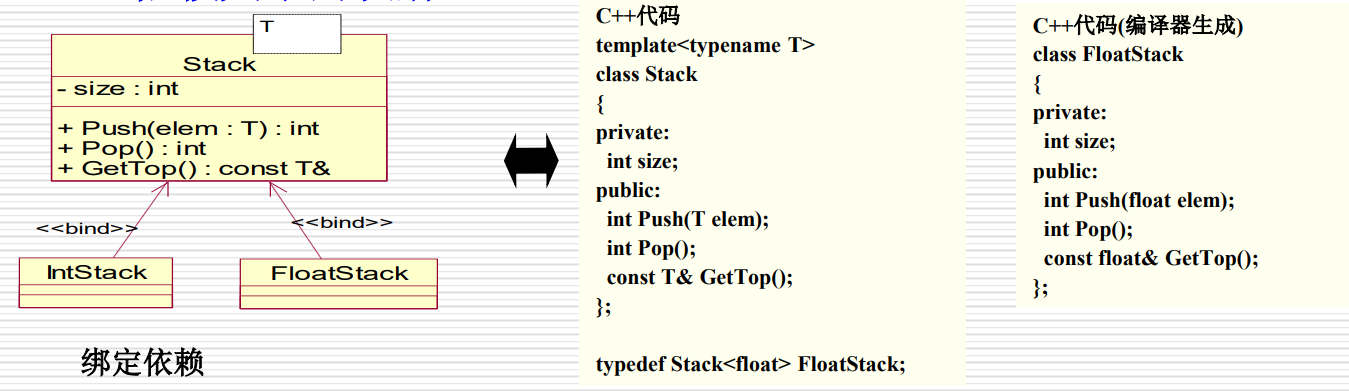 T
Stack
- size : int
+ Push(elem : T) : int
+ Pop() : int
+ GetTop() : const T&
<<bind>>
<<bind>>
IntStack
FloatStack
绑定依赖
C++代码
template<typename T>
class Stack
{
private:
int size;
public:
int Push(T elem);
int Pop();
const T& GetTop();
};
typedef Stack<float> FloatStack;
C++代码(编译器生成)
class FloatStack
{
private:
int size;
public:
int Push(float elem);
int Pop();
const float& GetTop();
};